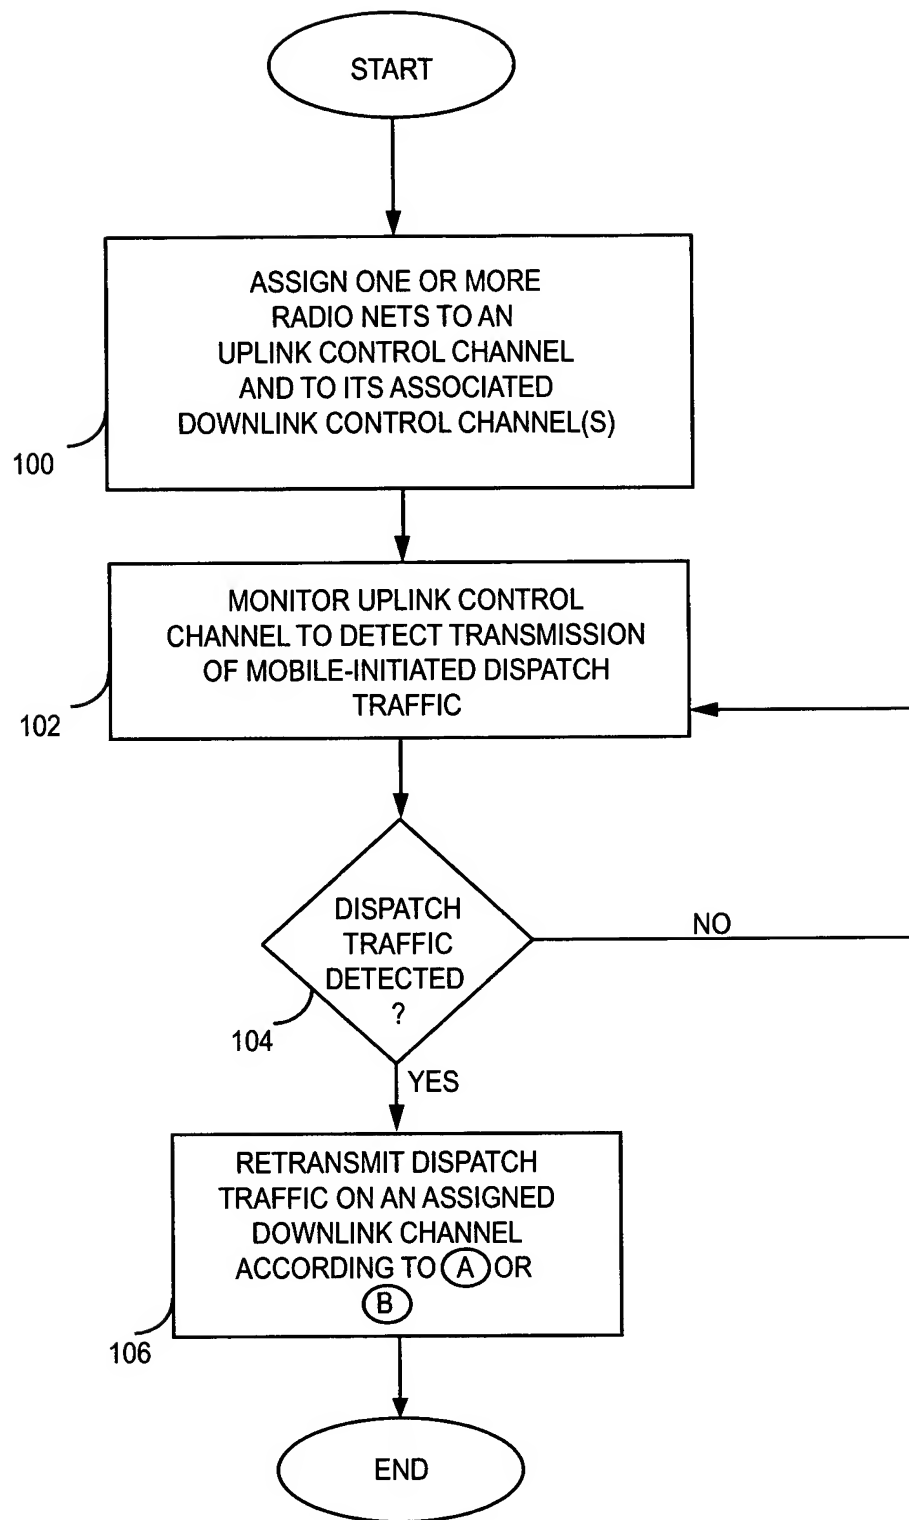 START
ASSIGN ONE OR MORE
RADIO NETS TO AN
UPLINK CONTROL CHANNEL
AND TO ITS ASSOCIATED
DOWNLINK CONTROL CHANNEL(S)
100
MONITOR UPLINK CONTROL
CHANNEL TO DETECT TRANSMISSION
OF MOBILE-INITIATED DISPATCH
TRAFFIC
102
DISPATCH
TRAFFIC
DETECTED
?
NO
104
YES
RETRANSMIT DISPATCH
TRAFFIC ON AN ASSIGNED
DOWNLINK CHANNEL
ACCORDING TO A OR
B
106
END